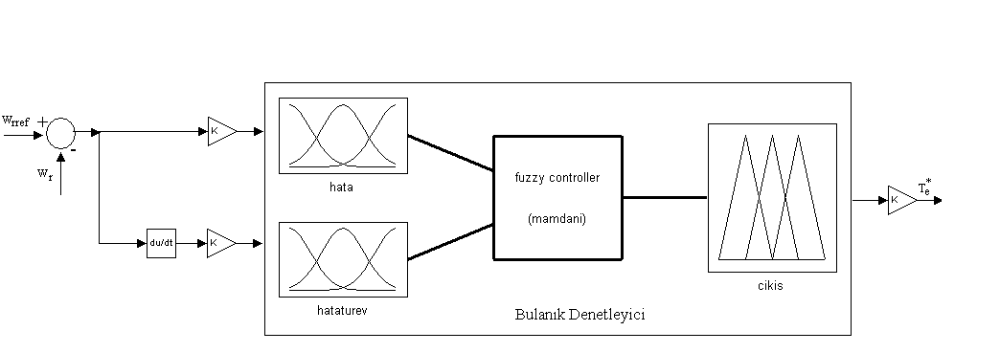 Wrref
+
-
Wr
K
hata
fuzzy controller
(mamdani)
Te*
K
du/dt
K
hataturev
cikis
Bulanık Denetleyici